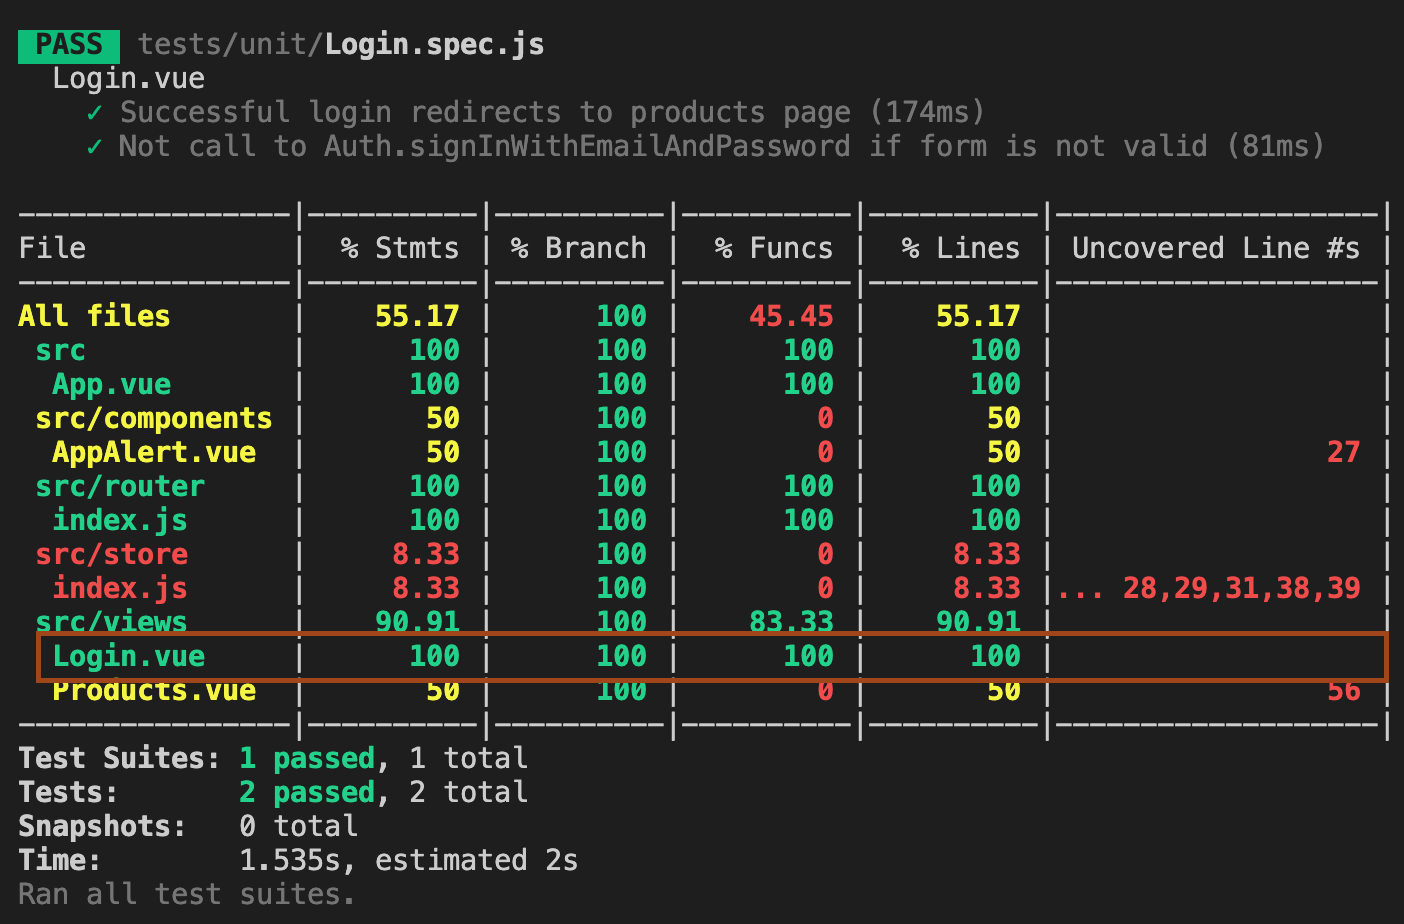 PASS tests/unit/Login.spec.js
Login.vue
✓ Successful login redirects to products page (174ms)
✓ Not call to Auth.signInWithEmailAndPassword if form is not valid (81ms)
----------------|----------|----------|----------|----------|-------------------|
File | % Stmts | % Branch | % Funcs | % Lines | Uncovered Line #s |
----------------|----------|----------|----------|----------|-------------------|
All files | 55.17 | 100 | 45.45 | 55.17 | |
src | 100 | 100 | 100 | 100 | |
App.vue | 100 | 100 | 100 | 100 | |
src/components | 50 | 100 | 0 | 50 | |
AppAlert.vue | 50 | 100 | 0 | 50 | 27 |
src/router | 100 | 100 | 100 | 100 | |
index.js | 100 | 100 | 100 | 100 | |
src/store | 8.33 | 100 | 0 | 8.33 | |
index.js | 8.33 | 100 | 0 | 8.33 |... 28,29,31,38,39 |
src/views | 90.91 | 100 | 83.33 | 90.91 | |
Login.vue | 100 | 100 | 100 | 100 | |
Products.vue | 50 | 100 | 0 | 50 | 56 |
----------------|----------|----------|----------|----------|-------------------|
Test Suites: 1 passed, 1 total
Tests: 2 passed, 2 total
Snapshots: 0 total
Time: 1.535s, estimated 2s
Ran all test suites.